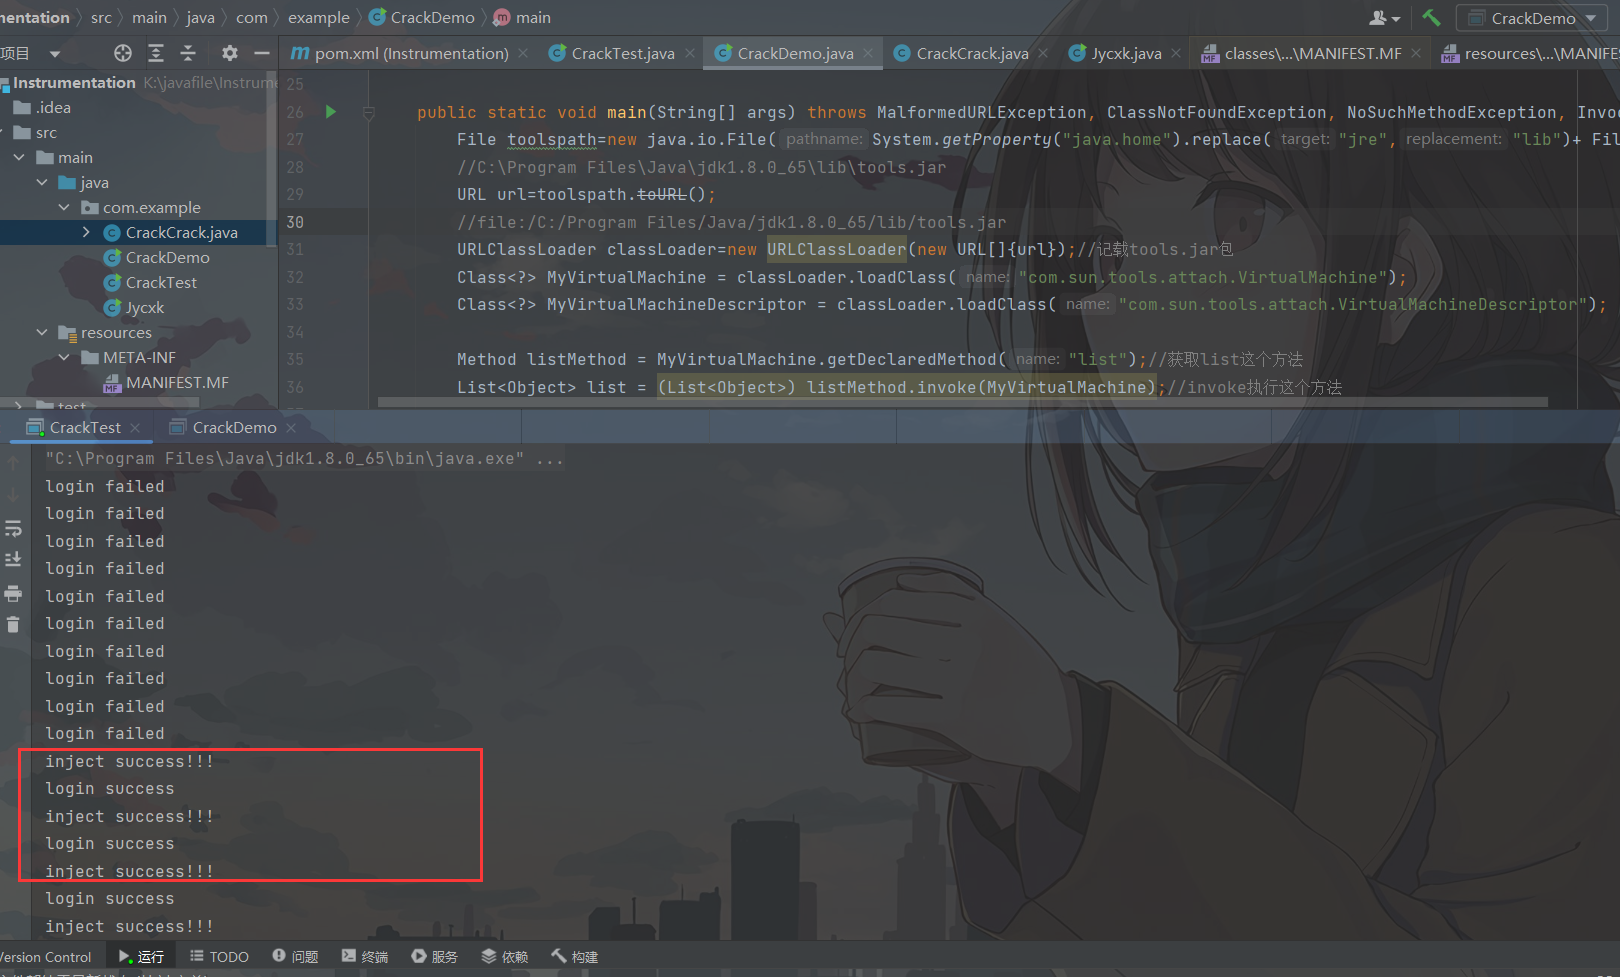 mentation src main java com example CrackDemo main CrackDemo
项目 pom.xml (Instrumentation) CrackTest.java CrackDemo.java CrackCrack.java Jycxk.java classes\...\MANIFEST.MF resources\...\MANIFES
Instrumentation K:\javafile\Instrume
.idea
src
main
java
com.example
CrackCrack.java
CrackDemo
CrackTest
Jycxk
resources
META-INF
MANIFEST.MF
test
25
26 public static void main(String[] args) throws MalformedURLException, ClassNotFoundException, NoSuchMethodException, Invoc
27 File toolspath=new java.io.File( pathname: System.getProperty("java.home").replace( target: "jre", replacement: "lib")+ Fil
28 //C:\Program Files\Java\jdk1.8.0_65\lib\tools.jar
29 URL url=toolspath.toURL();
30 //file:/C:/Program Files/Java/jdk1.8.0_65/lib/tools.jar
31 URLClassLoader classLoader=new URLClassLoader(new URL[]{url});//记载tools.jar包
32 Class<?> MyVirtualMachine = classLoader.loadClass( name: "com.sun.tools.attach.VirtualMachine");
33 Class<?> MyVirtualMachineDescriptor = classLoader.loadClass( name: "com.sun.tools.attach.VirtualMachineDescriptor");
34
35 Method listMethod = MyVirtualMachine.getDeclaredMethod( name: "list");//获取list这个方法
36 List<Object> list = (List<Object>) listMethod.invoke(MyVirtualMachine);//invoke执行这个方法
CrackTest CrackDemo
"C:\Program Files\Java\jdk1.8.0_65\bin\java.exe" ...
login failed
login failed
login failed
login failed
login failed
login failed
login failed
login failed
login failed
login failed
inject success!!!
login success
inject success!!!
login success
inject success!!!
login success
inject success!!!
Version Control 运行 TODO 问题 终端 服务 依赖 构建